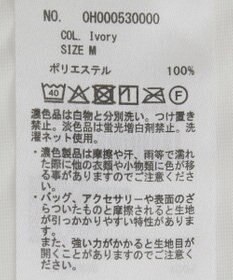 NO. OH000530000
COL. Ivory
SIZE M
ポリエステル 100%
40 F
濃色品は白物と分別洗い。つけ置き
禁止。淡色品は蛍光増白剤禁止。洗
濯ネット使用。
・濃色製品は摩擦や汗、雨等で濡れ
た際に他の衣類や小物類に色が移
る事がありますのでご注意くださ
い。
・バッグ、アクセサリーや表面のざ
らついたものと摩擦されると生地
が引っかかりやすい特性がありま
す。
また、強い力がかかると生地目が
開くことがありますのでご注意く
ださい。